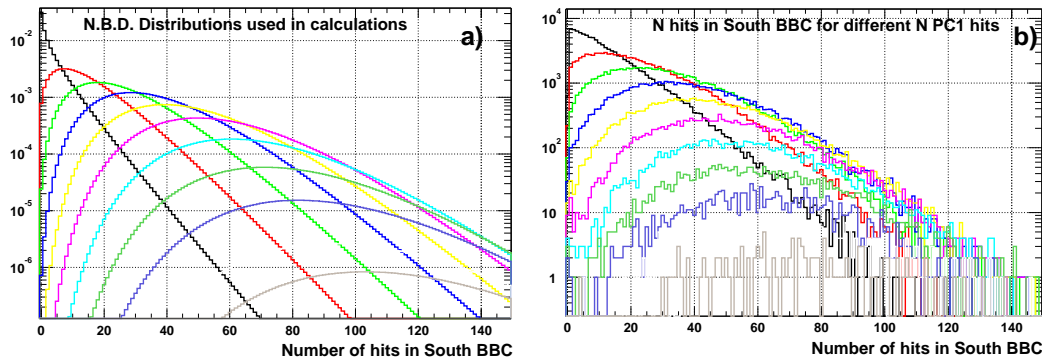 N.B.D. Distributions used in calculations
a)
10^-2
10^-3
10^-4
10^-5
10^-6
0 20 40 60 80 100 120 140
Number of hits in South BBC
N hits in South BBC for different N PC1 hits
b)
10^4
10^3
10^2
10
1
0 20 40 60 80 100 120 140
Number of hits in South BBC